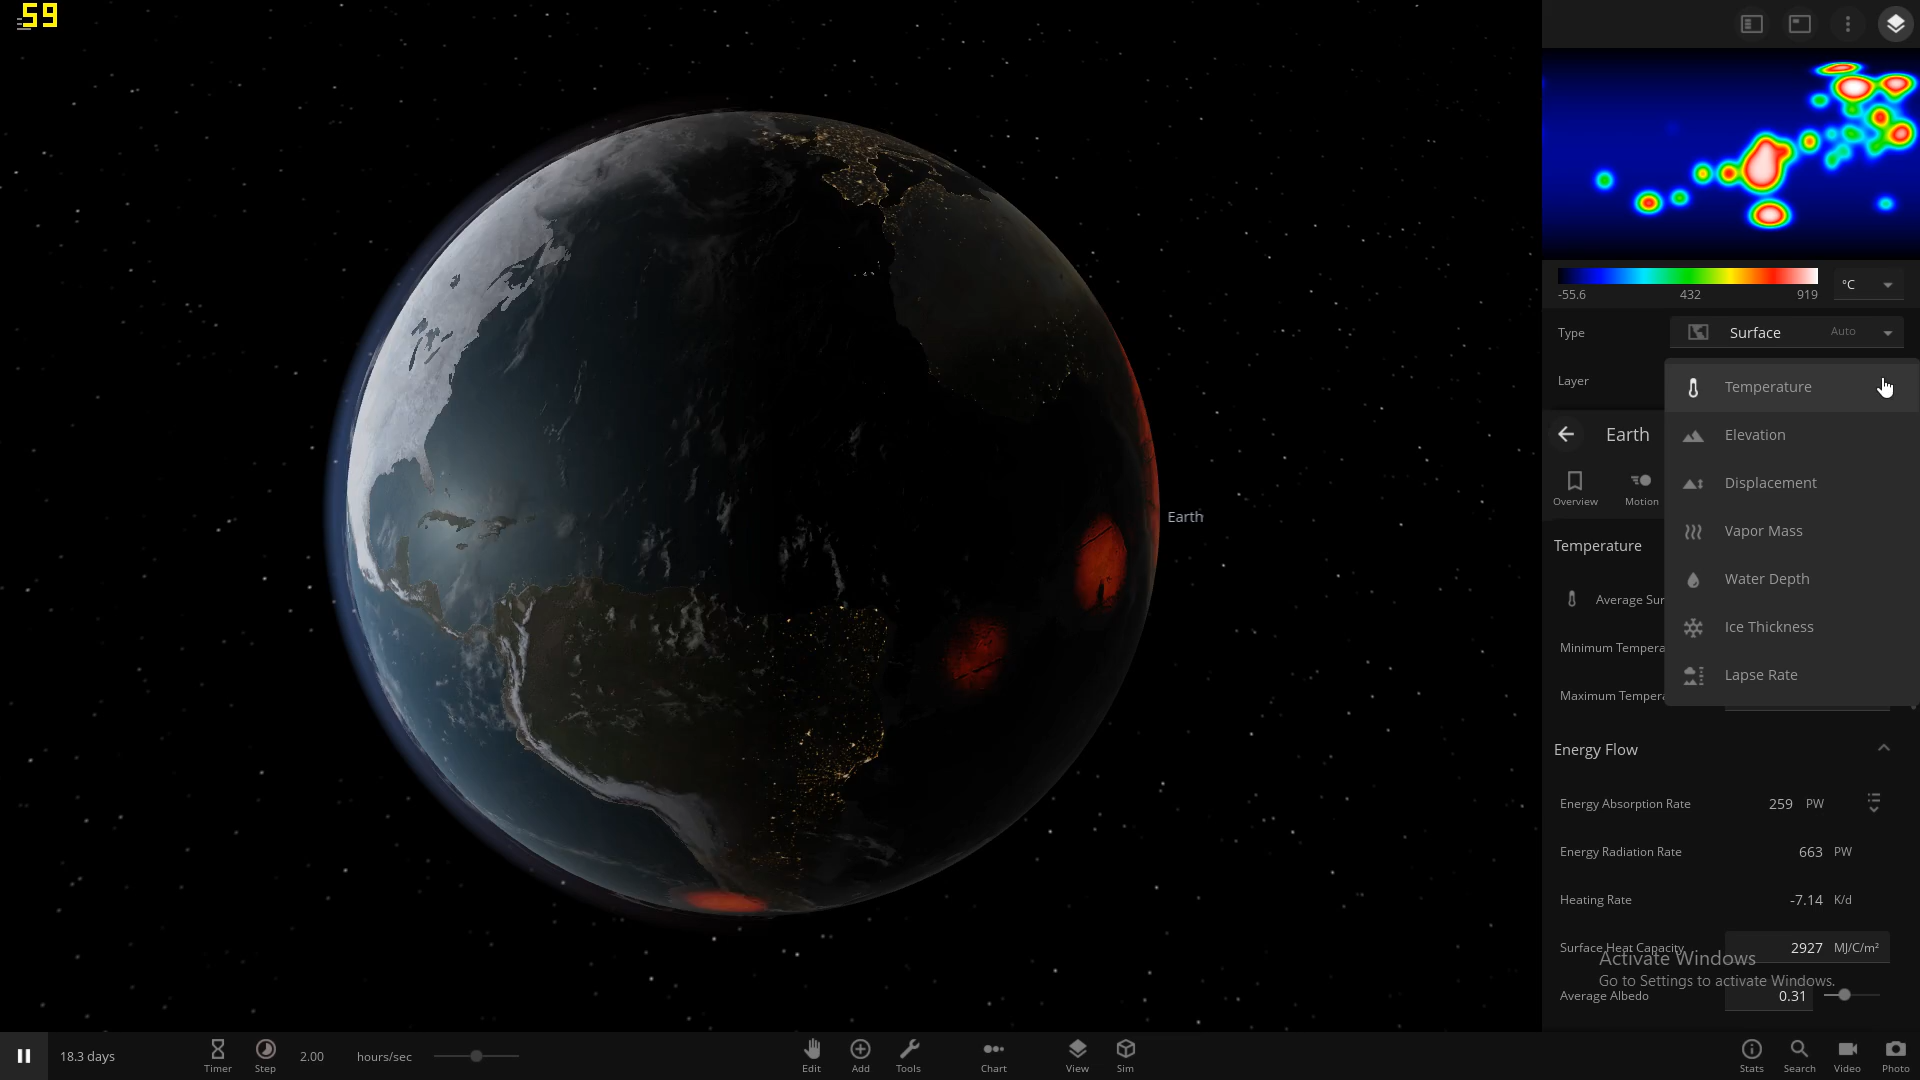 59
-55.6 432 919 °C
Type Surface Auto
Layer
Temperature
Elevation
Displacement
Vapor Mass
Water Depth
Ice Thickness
Lapse Rate
Earth
Overview Motion
Earth
Temperature
Average Sur
Minimum Tempera
Maximum Tempera
Energy Flow
Energy Absorption Rate 259 PW
Energy Radiation Rate 663 PW
Heating Rate -7.14 K/d
Surface Heat Capacity 2927 MJ/C/m²
Activate Windows
Go to Settings to activate Windows.
Average Albedo 0.31
18.3 days Timer Step 2.00 hours/sec Edit Add Tools Chart View Sim Stats Search Video Photo